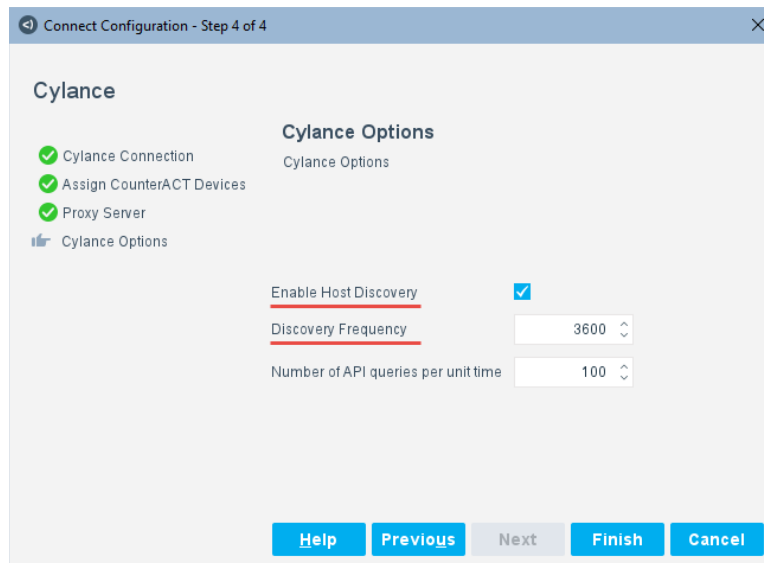 Connect Configuration - Step 4 of 4
Cylance
Cylance Connection
Assign CounterACT Devices
Proxy Server
Cylance Options
Cylance Options
Cylance Options
Enable Host Discovery
Discovery Frequency 3600
Number of API queries per unit time 100
Help Previous Next Finish Cancel